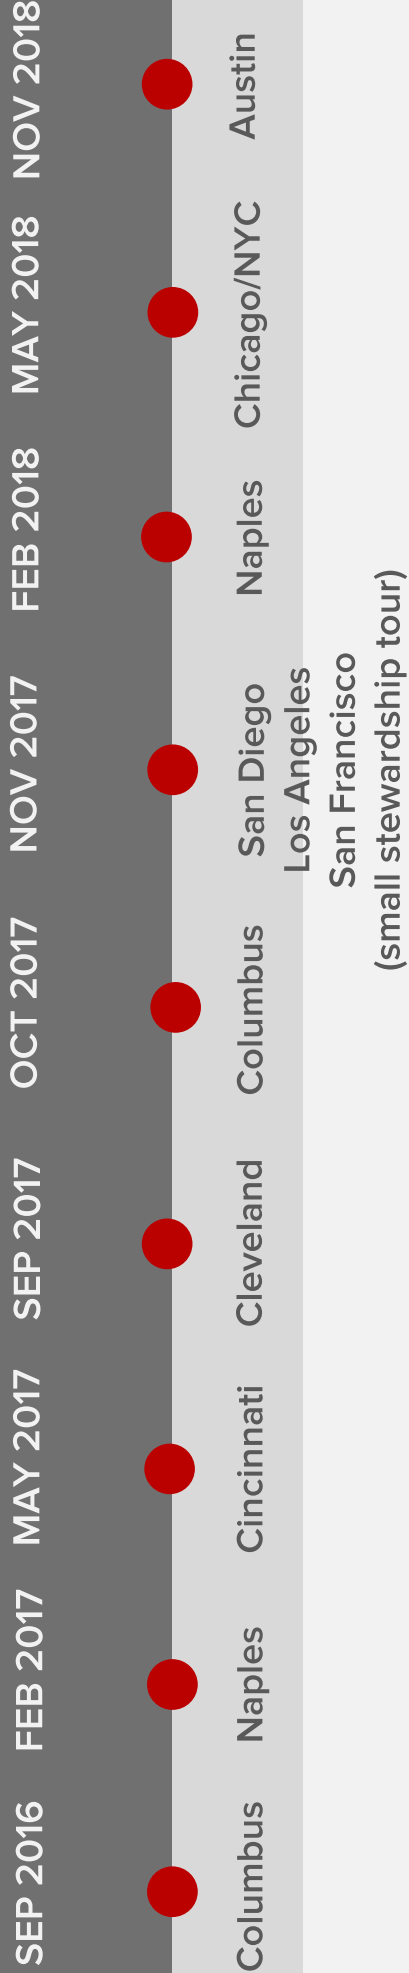 SEP 2016
Columbus
FEB 2017
Naples
MAY 2017
Cincinnati
SEP 2017
Cleveland
OCT 2017
Columbus
NOV 2017
San Diego
Los Angeles
San Francisco
(small stewardship tour)
FEB 2018
Naples
MAY 2018
Chicago/NYC
NOV 2018
Austin